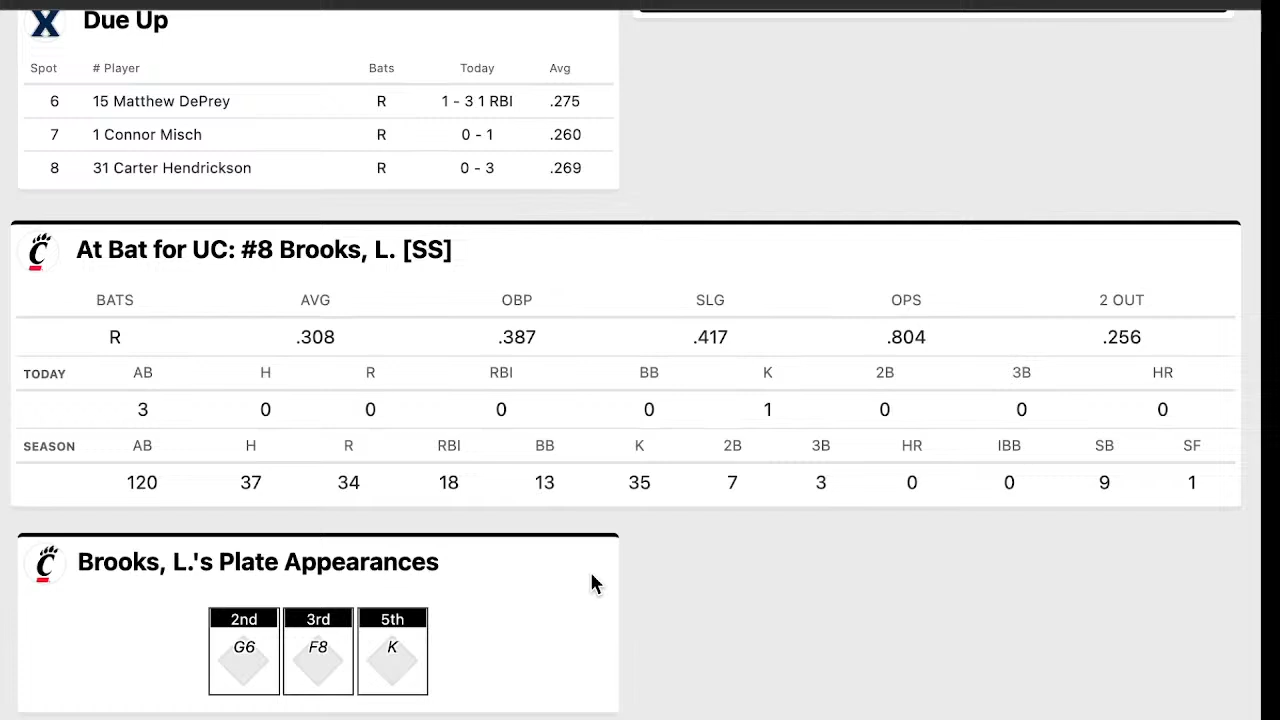 X Due Up
Spot # Player Bats Today Avg
6 15 Matthew DePrey R 1 - 3 1 RBI .275
7 1 Connor Misch R 0 - 1 .260
8 31 Carter Hendrickson R 0 - 3 .269
C At Bat for UC: #8 Brooks, L. [SS]
BATS AVG OBP SLG OPS 2 OUT
R .308 .387 .417 .804 .256
TODAY AB H R RBI BB K 2B 3B HR
3 0 0 0 0 1 0 0 0
SEASON AB H R RBI BB K 2B 3B HR IBB SB SF
120 37 34 18 13 35 7 3 0 0 9 1
C Brooks, L.'s Plate Appearances
2nd 3rd 5th
G6 F8 K